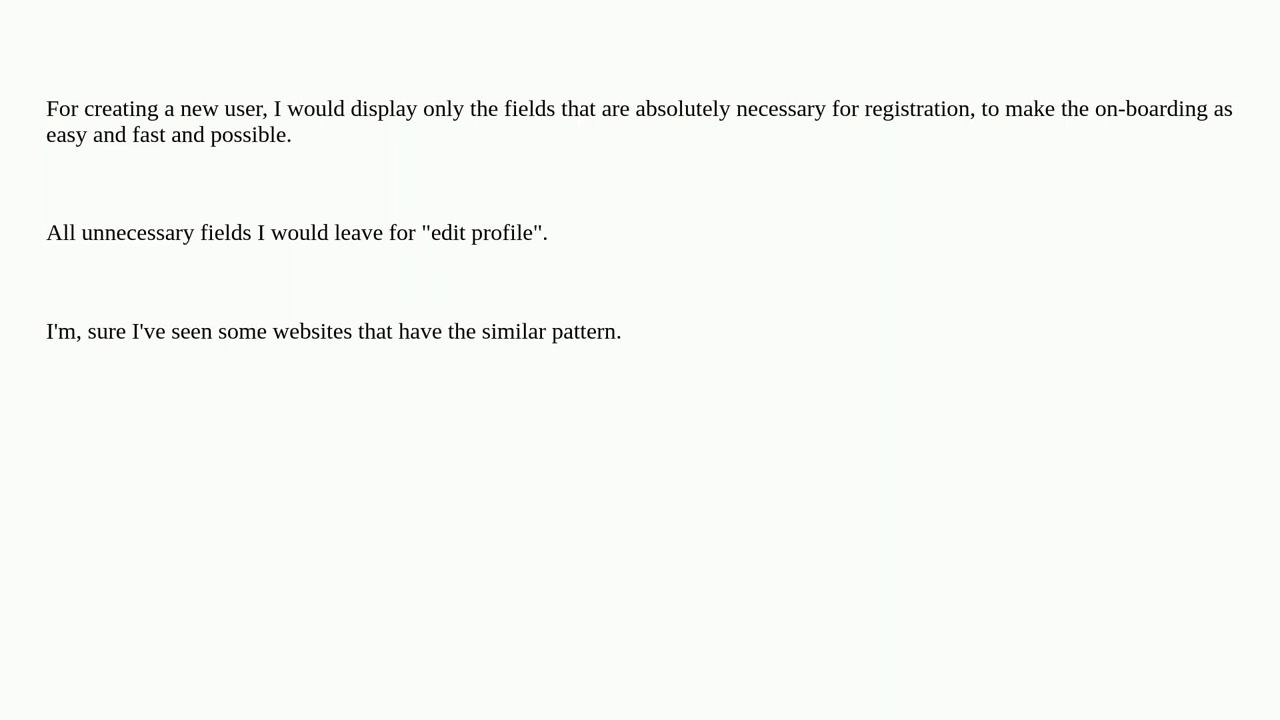 For creating a new user, I would display only the fields that are absolutely necessary for registration, to make the on-boarding as
easy and fast and possible.
All unnecessary fields I would leave for "edit profile".
I'm, sure I've seen some websites that have the similar pattern.